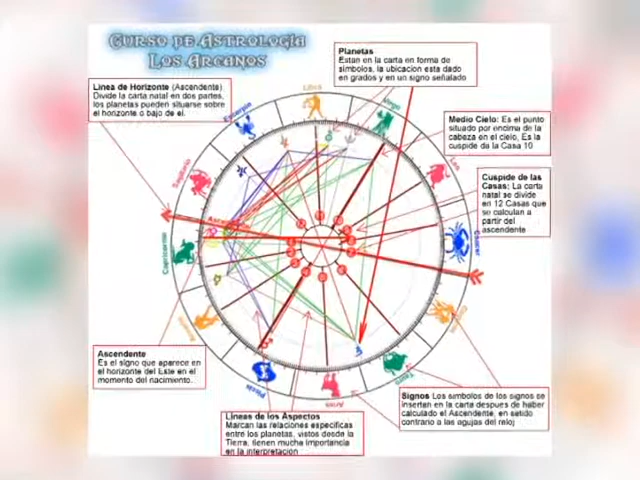 CURSO DE ASTROLOGÍA
LOS ARCANOS
Planetas
Estan en la carta en forma de
simbolos, la ubicacion esta dado
en grados y en un signo señalado
Linea de Horizonte (Ascendente)
Divide la carta natal en dos partes,
los planetas pueden situarse sobre
el horizonte o bajo de el.
Medio Cielo: Es el punto
situado por encima de la
cabeza en el cielo, Es la
cuspide da la Casa 10
Cuspide de las
Casas: La carta
natal se divide
en 12 Casas que
se calculan a
partir del
ascendente
Libra
Virgo
Leo
Cancer
Tauro
Aries
Piscis
Capricornio
Sagitario
Escorpio
Ascendente
Es el signo que aparece en
el horizonte del Este en el
momento del nacimiento.
Lineas de los Aspectos
Marcan las relaciones especificas
entre los planetas, vistos desde la
Tierra, tienen mucha importancia
en la interpretacion
Signos Los simbolos de los signos se
insertan en la carta despues de haber
calculado el Ascendente, en setido
contrario a las agujas del reloj